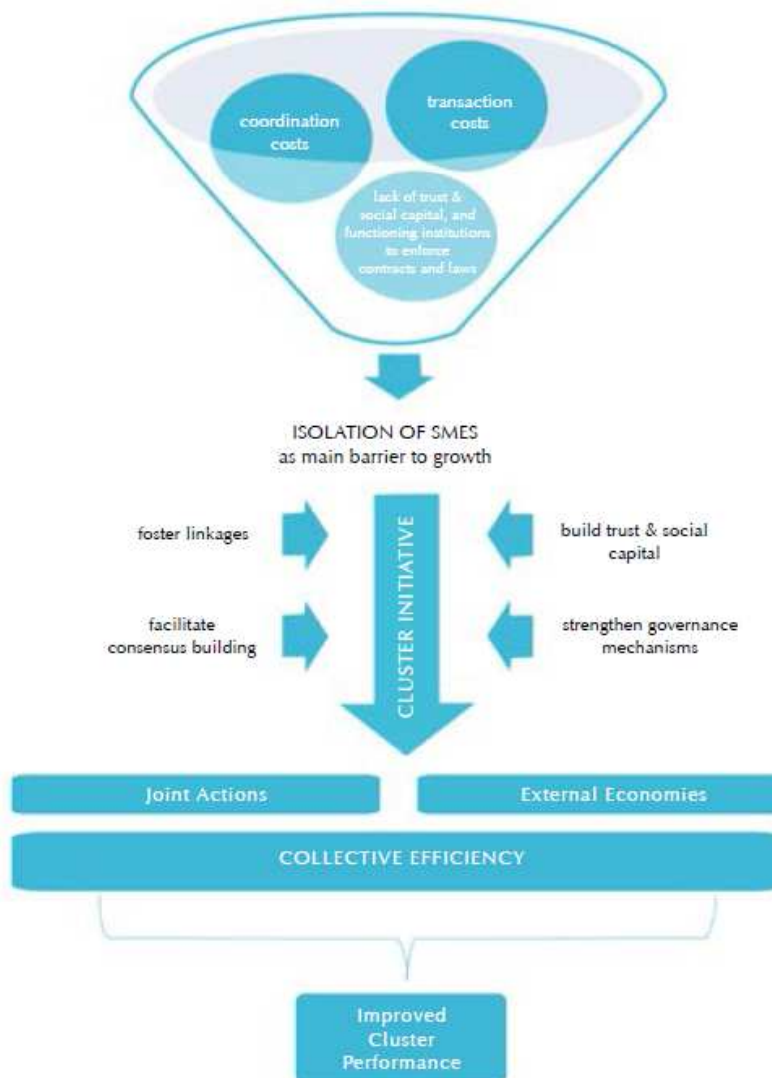 coordination
costs
transaction
costs
lack of trust &
social capital, and
functioning institutions
to enforce
contracts and laws
ISOLATION OF SMES
as main barrier to growth
foster linkages
build trust & social
capital
facilitate
consensus building
strengthen governance
mechanisms
CLUSTER INITIATIVE
Joint Actions
External Economies
COLLECTIVE EFFICIENCY
Improved
Cluster
Performance